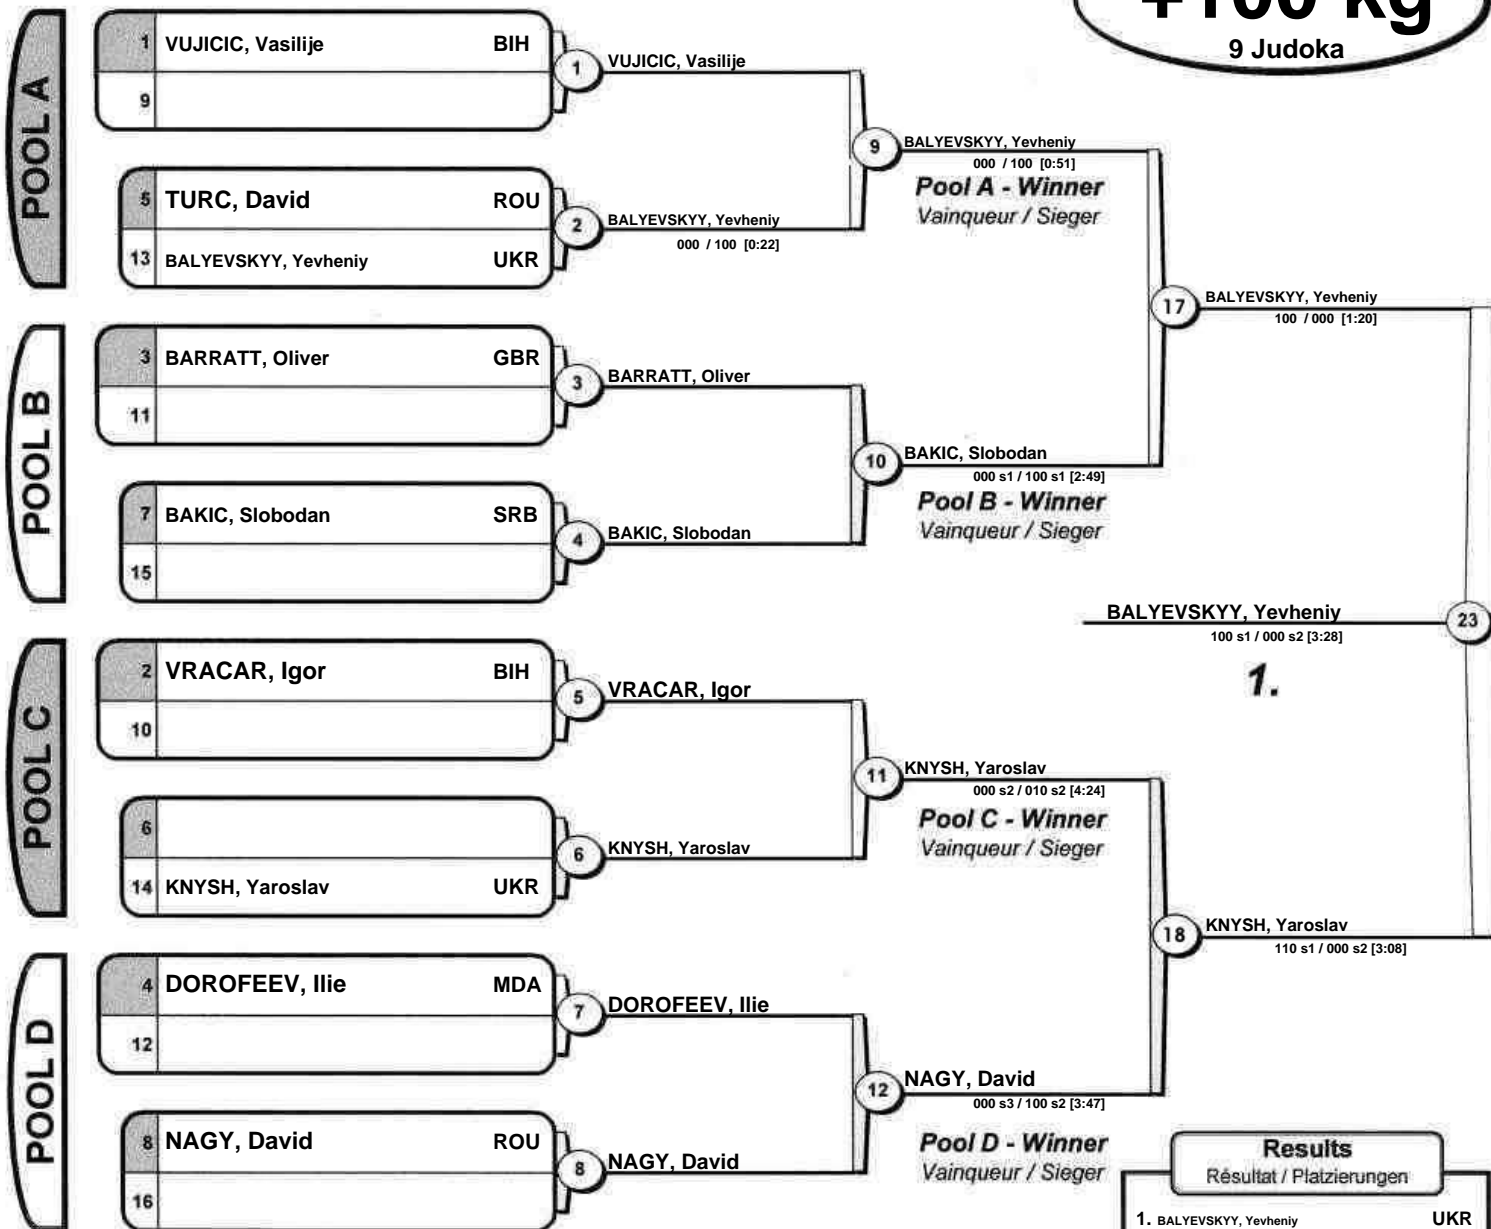 +100 kg
9 Judoka
POOL A
1 VUJICIC, Vasilije BIH
9
1
VUJICIC, Vasilije
5 TURC, David ROU
13 BALYEVSKYY, Yevheniy UKR
2
BALYEVSKYY, Yevheniy
000 / 100 [0:22]
9
BALYEVSKYY, Yevheniy
000 / 100 [0:51]
Pool A - Winner
Vainqueur / Sieger
POOL B
3 BARRATT, Oliver GBR
11
3
BARRATT, Oliver
7 BAKIC, Slobodan SRB
15
4
BAKIC, Slobodan
10
BAKIC, Slobodan
000 s1 / 100 s1 [2:49]
Pool B - Winner
Vainqueur / Sieger
17
BALYEVSKYY, Yevheniy
100 / 000 [1:20]
BALYEVSKYY, Yevheniy
100 s1 / 000 s2 [3:28]
23
1.
POOL C
2 VRACAR, Igor BIH
10
5
VRACAR, Igor
6
14 KNYSH, Yaroslav UKR
6
KNYSH, Yaroslav
11
KNYSH, Yaroslav
000 s2 / 010 s2 [4:24]
Pool C - Winner
Vainqueur / Sieger
18
KNYSH, Yaroslav
110 s1 / 000 s2 [3:08]
POOL D
4 DOROFEEV, Ilie MDA
12
7
DOROFEEV, Ilie
8 NAGY, David ROU
16
8
NAGY, David
12
NAGY, David
000 s3 / 100 s2 [3:47]
Pool D - Winner
Vainqueur / Sieger
Results
Résultat / Platzierungen
1. BALYEVSKYY, Yevheniy UKR